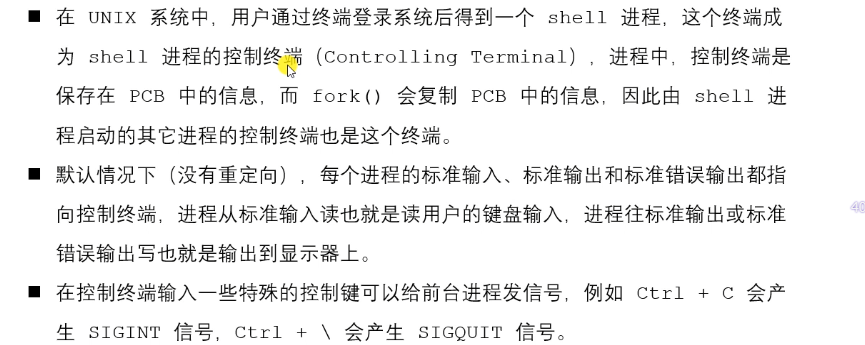 ■ 在 UNIX 系统中，用户通过终端登录系统后得到一个 shell 进程，这个终端成
为 shell 进程的控制终端（Controlling Terminal），进程中，控制终端是
保存在 PCB 中的信息，而 fork() 会复制 PCB 中的信息，因此由 shell 进
程启动的其它进程的控制终端也是这个终端。
■ 默认情况下（没有重定向），每个进程的标准输入、标准输出和标准错误输出都指
向控制终端，进程从标准输入读也就是读用户的键盘输入，进程往标准输出或标准
错误输出写也就是输出到显示器上。
■ 在控制终端输入一些特殊的控制键可以给前台进程发信号，例如 Ctrl + C 会产
生 SIGINT 信号，Ctrl + \ 会产生 SIGQUIT 信号。